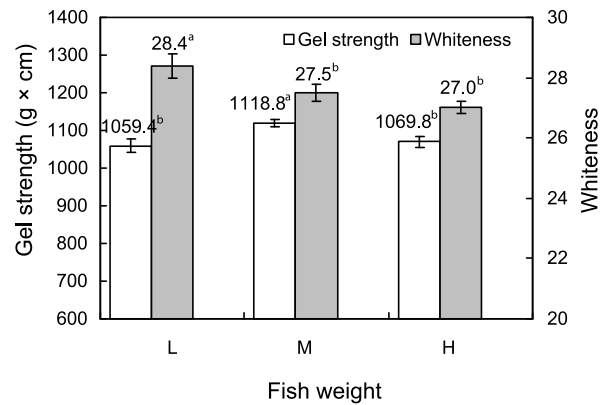 1400
1300
1200
1100
1000
900
800
700
600
Gel strength (g × cm)
Gel strength
Whiteness
28.4ᵃ
27.5ᵇ
27.0ᵇ
1059.4ᵇ
1118.8ᵃ
1069.8ᵇ
30
28
26
24
22
20
Whiteness
L M H
Fish weight